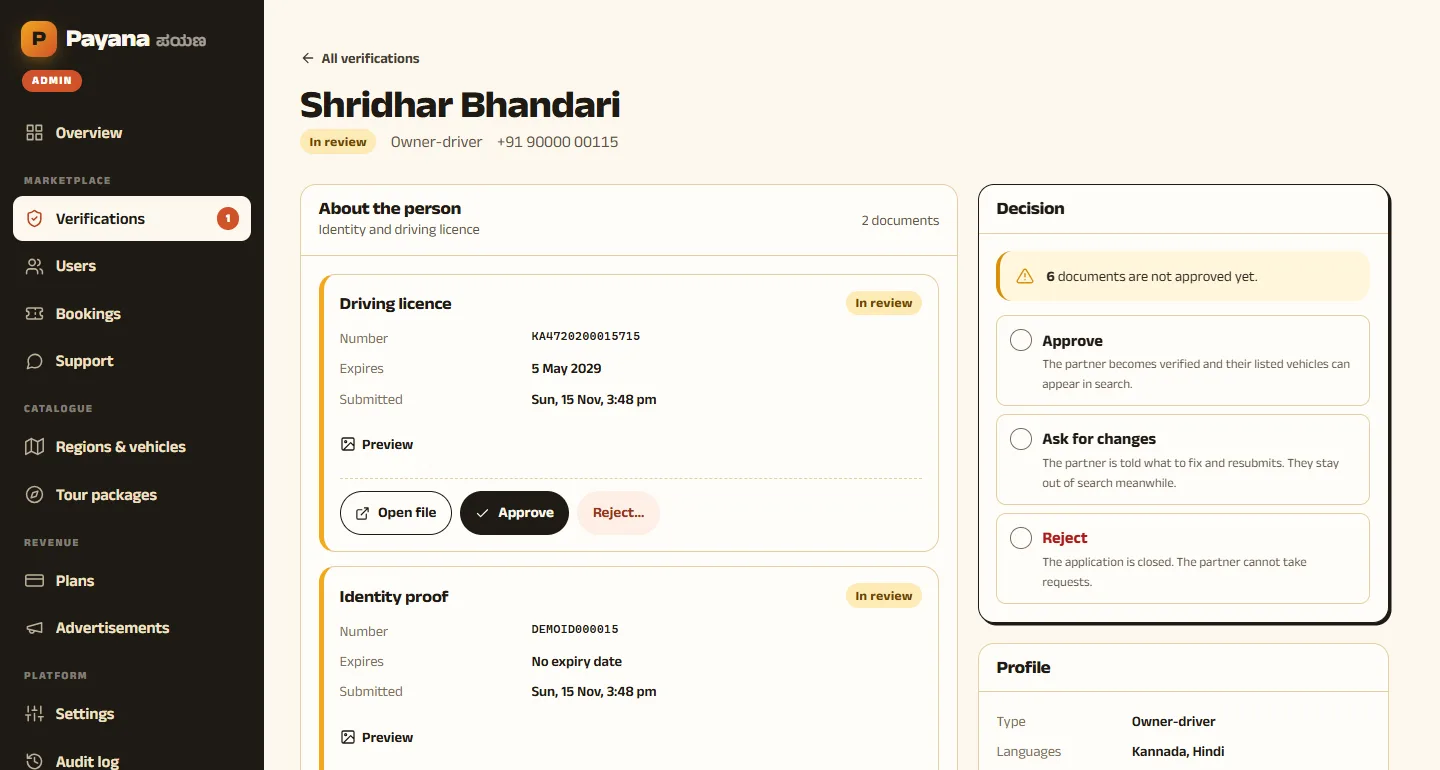 P Payana ಪಯಣ
ADMIN
Overview
MARKETPLACE
Verifications 1
Users
Bookings
Support
CATALOGUE
Regions & vehicles
Tour packages
REVENUE
Plans
Advertisements
PLATFORM
Settings
Audit log
All verifications
Shridhar Bhandari
In review Owner-driver +91 90000 00115
About the person
Identity and driving licence
2 documents
Driving licence In review
Number KA4720200015715
Expires 5 May 2029
Submitted Sun, 15 Nov, 3:48 pm
Preview
Open file Approve Reject...
Identity proof In review
Number DEMOID000015
Expires No expiry date
Submitted Sun, 15 Nov, 3:48 pm
Preview
Decision
6 documents are not approved yet.
Approve
The partner becomes verified and their listed vehicles can
appear in search.
Ask for changes
The partner is told what to fix and resubmits. They stay
out of search meanwhile.
Reject
The application is closed. The partner cannot take
requests.
Profile
Type Owner-driver
Languages Kannada, Hindi